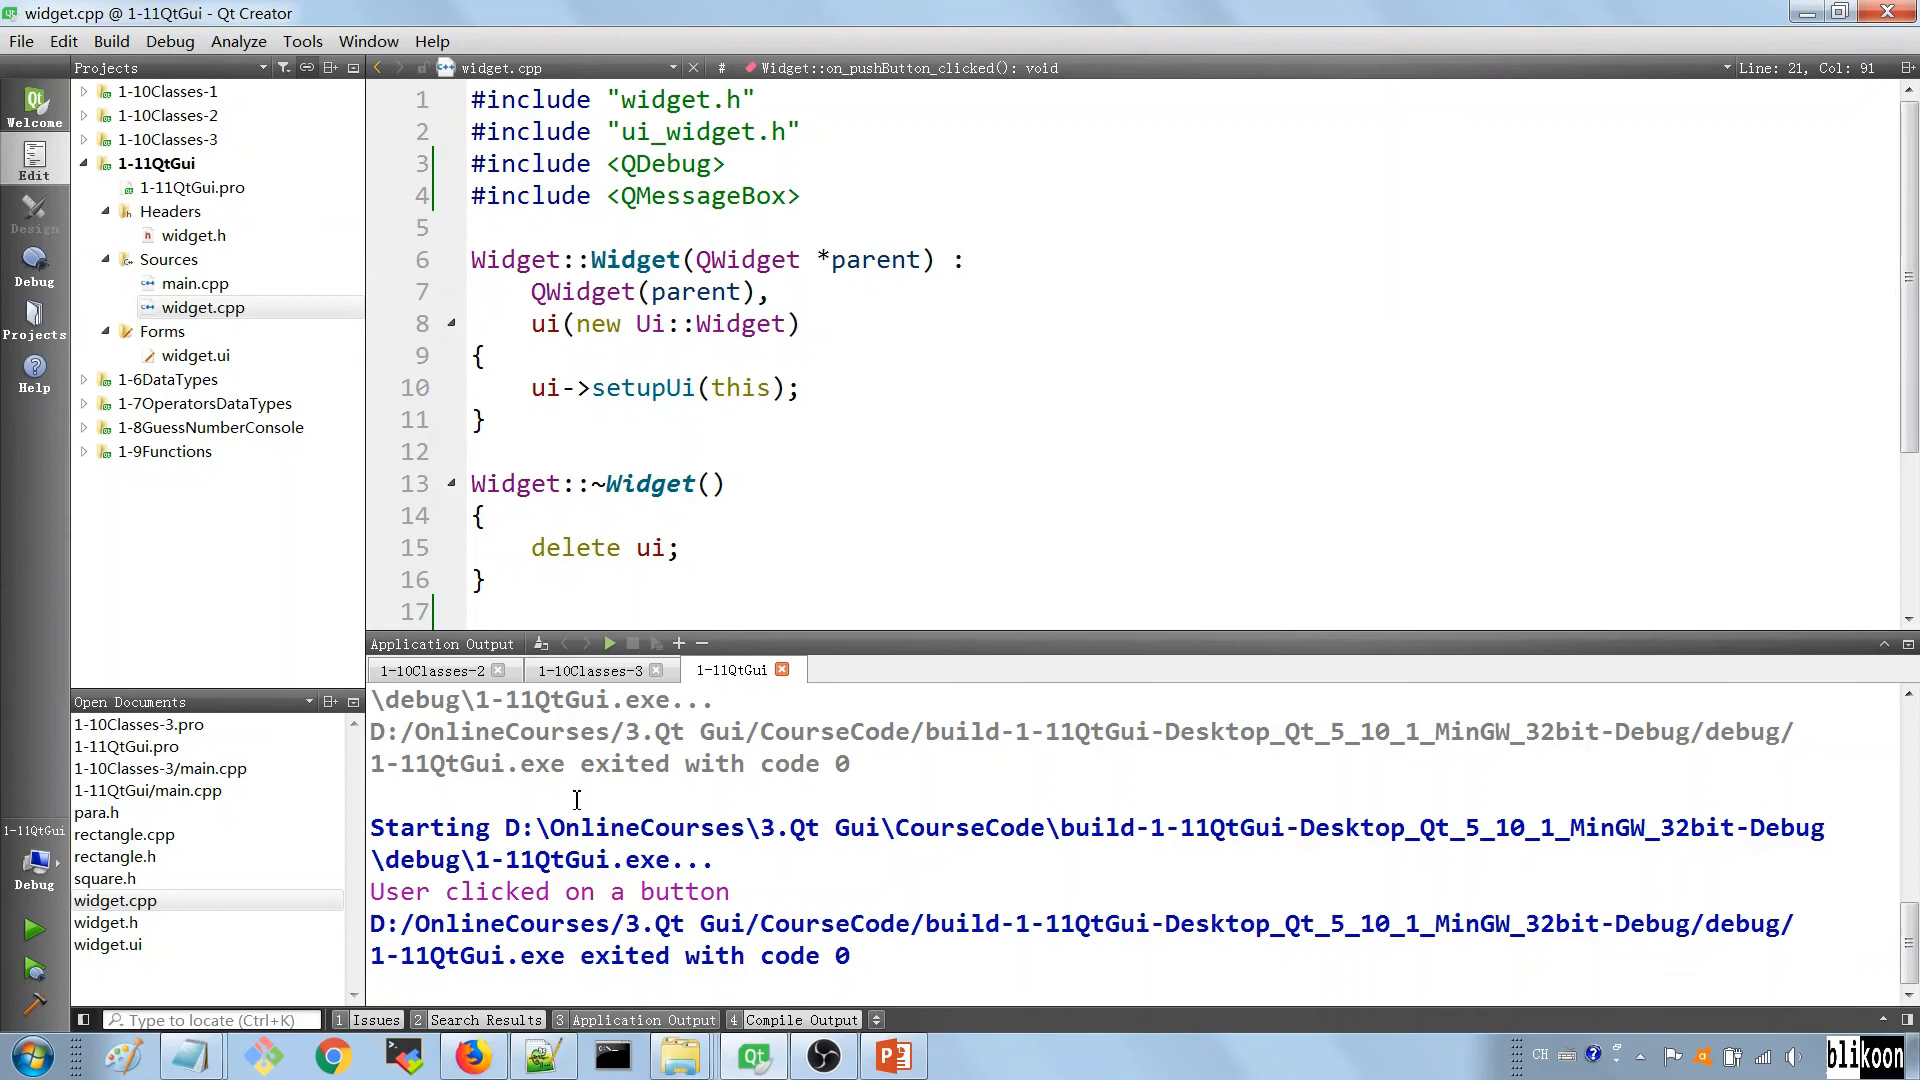 widget.cpp @ 1-11QtGui - Qt Creator
File Edit Build Debug Analyze Tools Window Help
Projects
widget.cpp
# Widget::on_pushButton_clicked(): void
Line: 21, Col: 91
Welcome
Edit
Design
Debug
Projects
Help
1-10Classes-1
1-10Classes-2
1-10Classes-3
1-11QtGui
1-11QtGui.pro
Headers
widget.h
Sources
main.cpp
widget.cpp
Forms
widget.ui
1-6DataTypes
1-7OperatorsDataTypes
1-8GuessNumberConsole
1-9Functions
1 #include "widget.h"
2 #include "ui_widget.h"
3 #include <QDebug>
4 #include <QMessageBox>
5
6 Widget::Widget(QWidget *parent) :
7 QWidget(parent),
8 ui(new Ui::Widget)
9 {
10 ui->setupUi(this);
11 }
12
13 Widget::~Widget()
14 {
15 delete ui;
16 }
17
Open Documents
1-10Classes-3.pro
1-11QtGui.pro
1-10Classes-3/main.cpp
1-11QtGui/main.cpp
para.h
rectangle.cpp
rectangle.h
square.h
widget.cpp
widget.h
widget.ui
1-11QtGui
Debug
Application Output
1-10Classes-2
1-10Classes-3
1-11QtGui
\debug\1-11QtGui.exe...
D:/OnlineCourses/3.Qt Gui/CourseCode/build-1-11QtGui-Desktop_Qt_5_10_1_MinGW_32bit-Debug/debug/
1-11QtGui.exe exited with code 0
Starting D:\OnlineCourses\3.Qt Gui\CourseCode\build-1-11QtGui-Desktop_Qt_5_10_1_MinGW_32bit-Debug
\debug\1-11QtGui.exe...
User clicked on a button
D:/OnlineCourses/3.Qt Gui/CourseCode/build-1-11QtGui-Desktop_Qt_5_10_1_MinGW_32bit-Debug/debug/
1-11QtGui.exe exited with code 0
Type to locate (Ctrl+K)
1 Issues 2 Search Results 3 Application Output 4 Compile Output
CH
blikoon